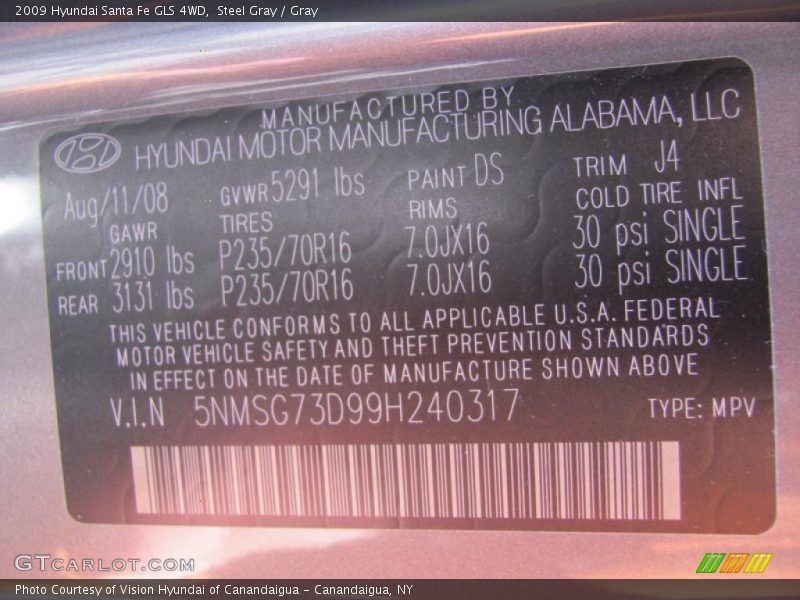 2009 Hyundai Santa Fe GLS 4WD, Steel Gray / Gray
MANUFACTURED BY
HYUNDAI MOTOR MANUFACTURING ALABAMA, LLC
Aug/11/08 GVWR 5291 lbs PAINT DS TRIM J4
GAWR TIRES RIMS COLD TIRE INFL
FRONT 2910 lbs P235/70R16 7.0JX16 30 psi SINGLE
REAR 3131 lbs P235/70R16 7.0JX16 30 psi SINGLE
THIS VEHICLE CONFORMS TO ALL APPLICABLE U.S.A. FEDERAL
MOTOR VEHICLE SAFETY AND THEFT PREVENTION STANDARDS
IN EFFECT ON THE DATE OF MANUFACTURE SHOWN ABOVE
V.I.N 5NMSG73D99H240317 TYPE: MPV
GTCARLOT.COM
Photo Courtesy of Vision Hyundai of Canandaigua - Canandaigua, NY